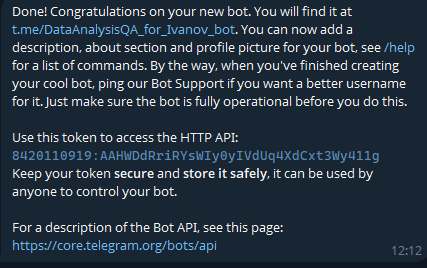 Done! Congratulations on your new bot. You will find it at
t.me/DataAnalysisQA_for_Ivanov_bot. You can now add a
description, about section and profile picture for your bot, see /help
for a list of commands. By the way, when you've finished creating
your cool bot, ping our Bot Support if you want a better username
for it. Just make sure the bot is fully operational before you do this.
Use this token to access the HTTP API:
8420110919:AAHWDdRriRYsWIy0yIVdUq4XdCxt3Wy411g
Keep your token secure and store it safely, it can be used by
anyone to control your bot.
For a description of the Bot API, see this page:
https://core.telegram.org/bots/api
12:12